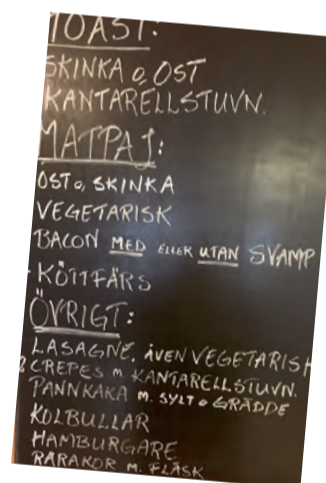 TOAST:
SKINKA o OST
KANTARELLSTUVN.
MATPAJ:
OST o, SKINKA
VEGETARISK
BACON MED ELLER UTAN SVAMP
KÖTTFÄRS
ÖVRIGT:
LASAGNE, ÄVEN VEGETARISK
CREPES M. KANTARELLSTUVN.
PANNKAKA M. SYLT o GRÄDDE
KOLBULLAR
HAMBURGARE
RARAKOR M. FLÄSK